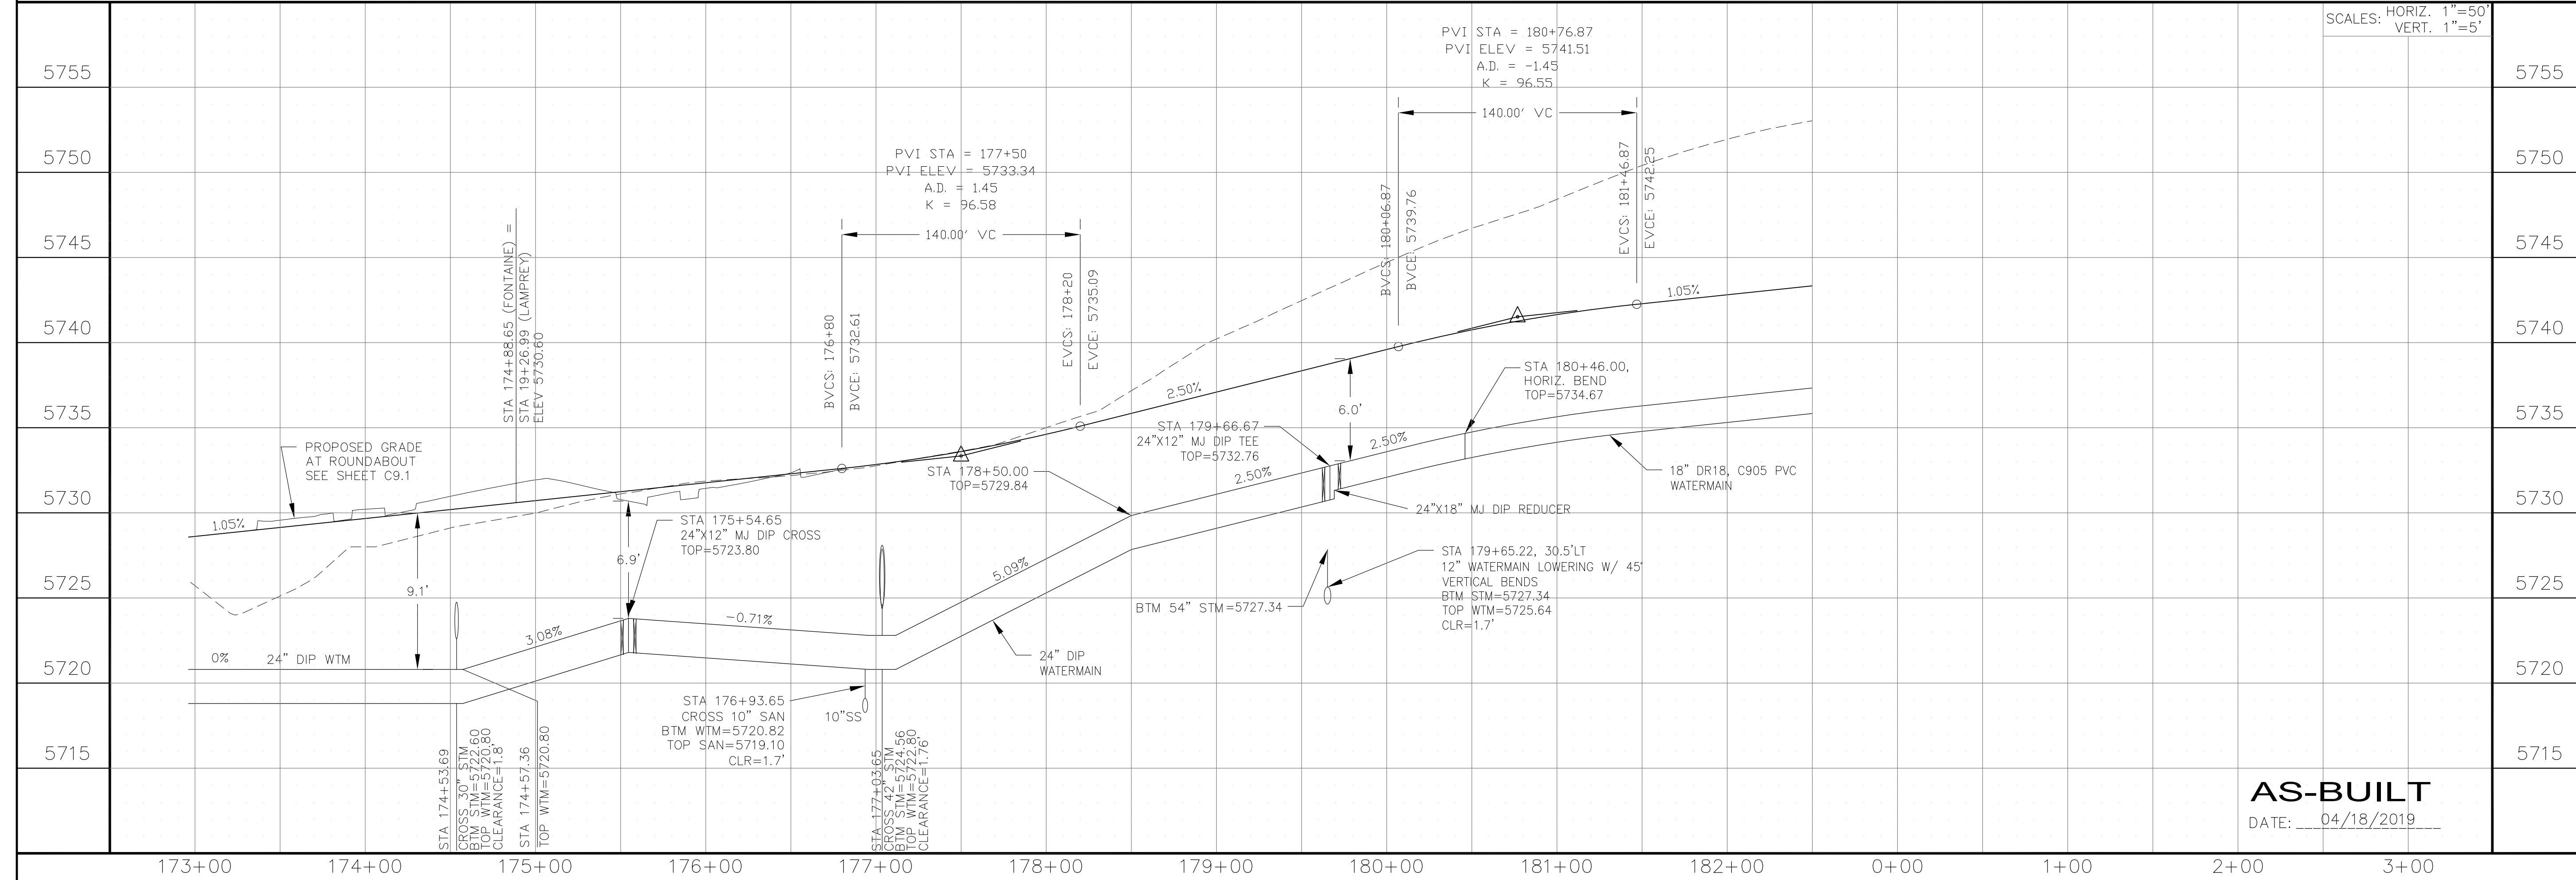 SCALES: HORIZ. 1"=50'
VERT. 1"=5'
5755
5750
5745
5740
5735
5730
5725
5720
5715
5755
5750
5745
5740
5735
5730
5725
5720
5715
PVI STA = 180+76.87
PVI ELEV = 5741.51
A.D. = -1.45
K = 96.55
140.00' VC
BVCS: 180+06.87
BVCE: 5739.76
EVCS: 181+46.87
EVCE: 5742.25
PVI STA = 177+50
PVI ELEV = 5733.34
A.D. = 1.45
K = 96.58
140.00' VC
BVCS: 176+80
BVCE: 5732.61
EVCS: 178+20
EVCE: 5735.09
STA 174+88.65 (FONTAINE) =
STA 19+26.99 (LAMPREY)
ELEV 5730.60
PROPOSED GRADE
AT ROUNDABOUT
SEE SHEET C9.1
1.05%
2.50%
1.05%
9.1'
6.9'
6.0'
STA 175+54.65
24"X12" MJ DIP CROSS
TOP=5723.80
STA 178+50.00
TOP=5729.84
STA 179+66.67
24"X12" MJ DIP TEE
TOP=5732.76
STA 180+46.00,
HORIZ. BEND
TOP=5734.67
2.50%
2.50%
18" DR18, C905 PVC
WATERMAIN
24"X18" MJ DIP REDUCER
STA 179+65.22, 30.5'LT
12" WATERMAIN LOWERING W/ 45°
VERTICAL BENDS
BTM STM=5727.34
TOP WTM=5725.64
CLR=1.7'
BTM 54" STM=5727.34
0%
24" DIP WTM
3.08%
-0.71%
5.09%
24" DIP
WATERMAIN
STA 176+93.65
CROSS 10" SAN
BTM WTM=5720.82
TOP SAN=5719.10
CLR=1.7'
10"SS
STA 174+53.69
CROSS 30" STM
BTM STM=5722.60
TOP WTM=5720.80
CLEARANCE=1.8'
STA 174+57.36
TOP WTM=5720.80
STA 177+03.65
CROSS 42" STM
BTM STM=5724.56
TOP WTM=5722.80
CLEARANCE=1.76'
AS-BUILT
DATE: 04/18/2019
173+00
174+00
175+00
176+00
177+00
178+00
179+00
180+00
181+00
182+00
0+00
1+00
2+00
3+00